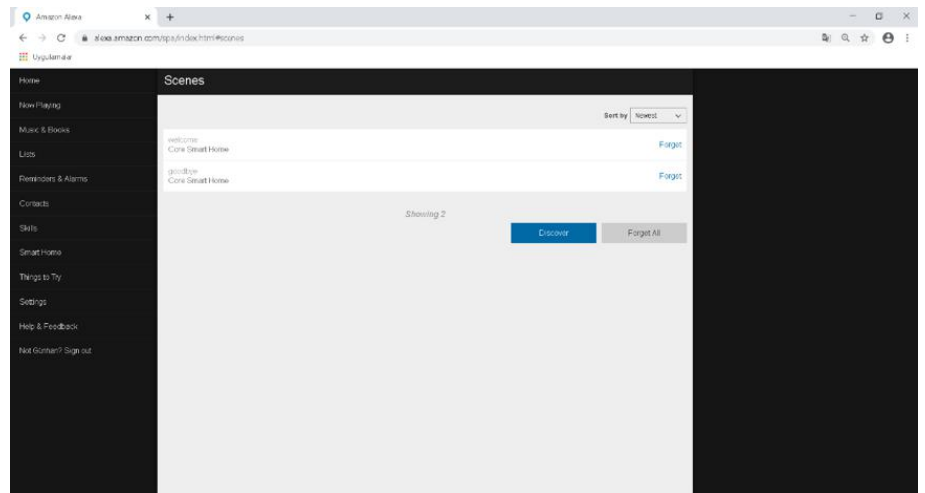 Amazon Alexa
alexa.amazon.com/spa/index.html#scenes
Uygulamalar
Home
Scenes
Now Playing
Music & Books
Sort by Newest
Lists
welcome
Core Smart Home
Forget
Reminders & Alarms
goodbye
Core Smart Home
Forget
Contacts
Showing 2
Skills
Discover
Forget All
Smart Home
Things to Try
Settings
Help & Feedback
Not Günhan? Sign out